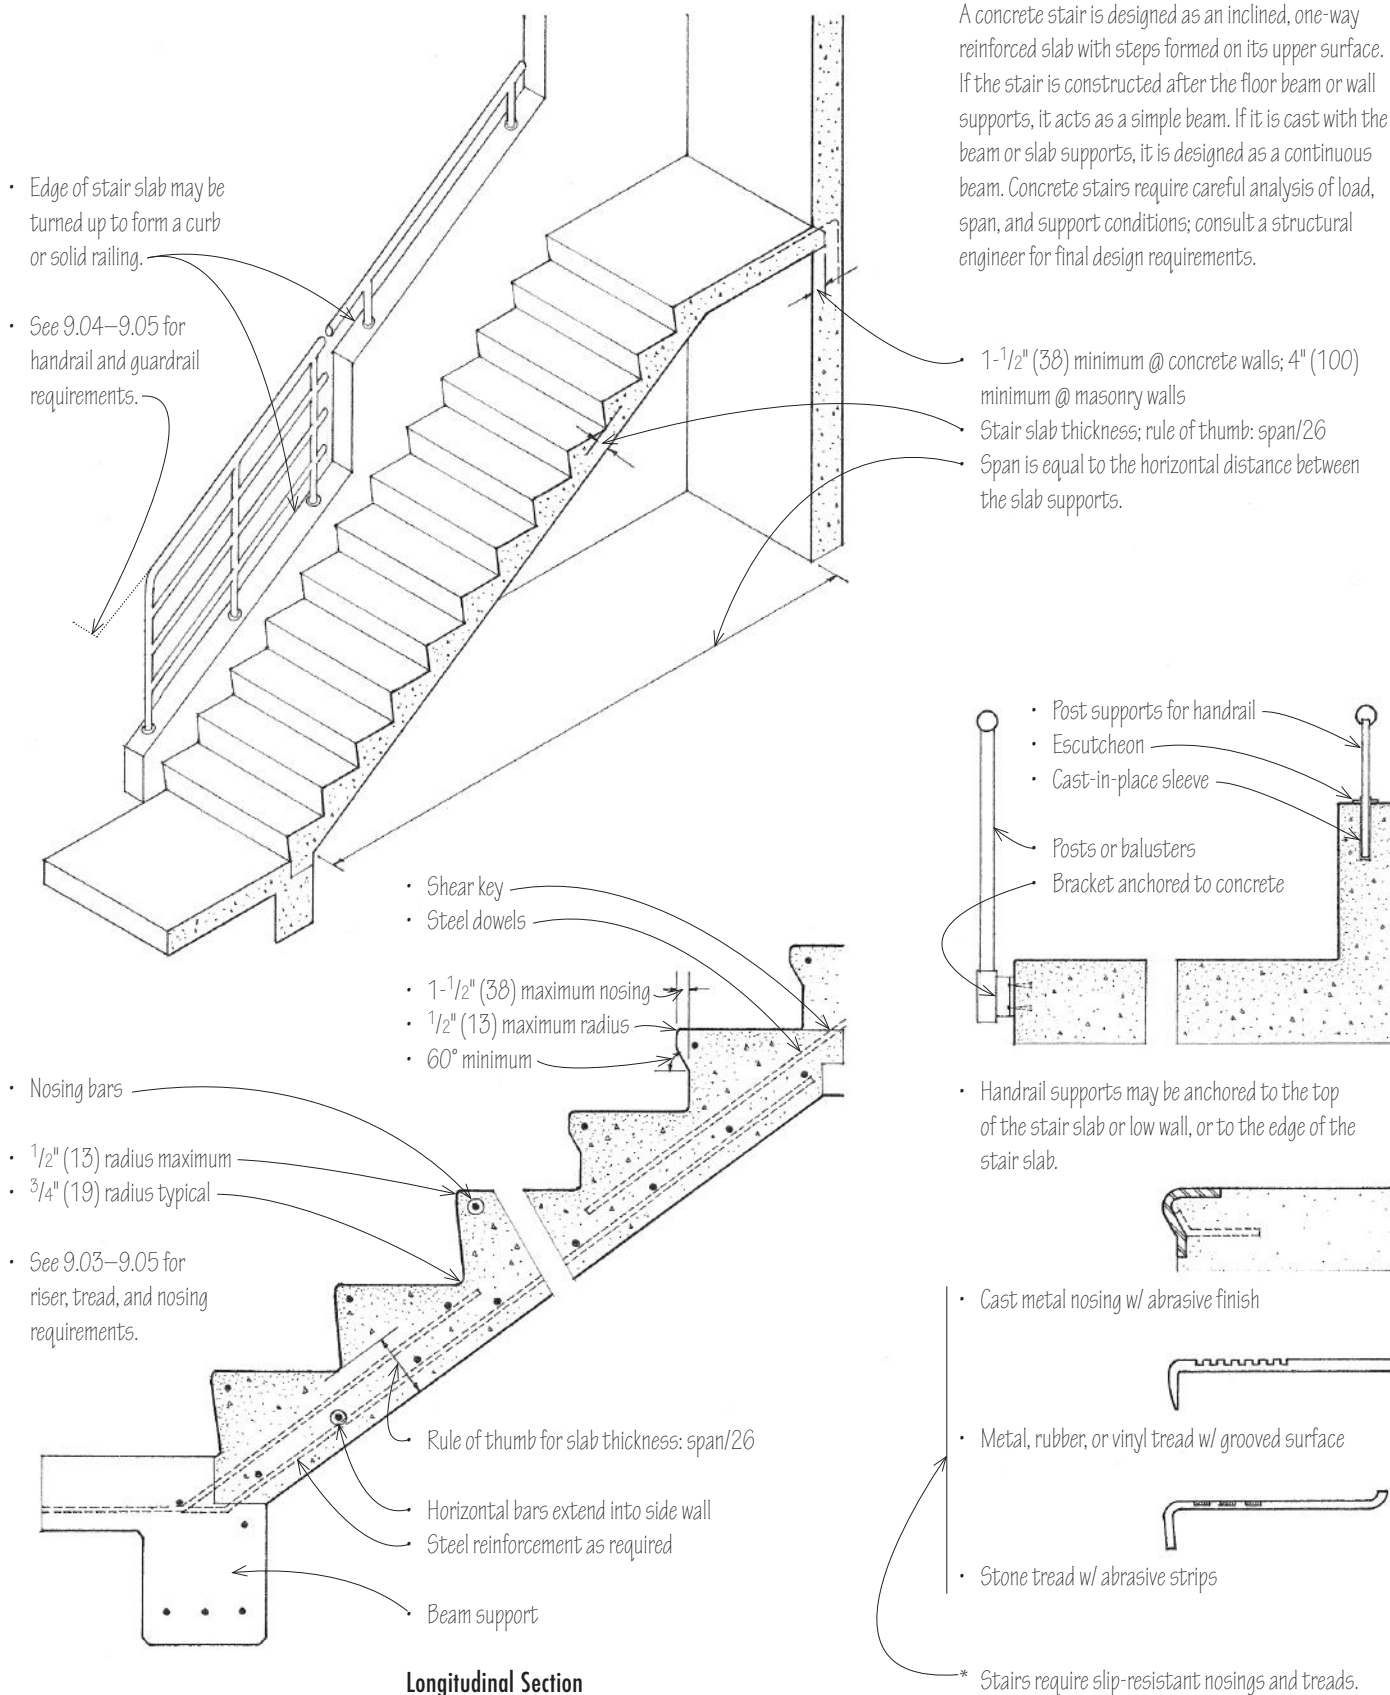 A concrete stair is designed as an inclined, one-way
reinforced slab with steps formed on its upper surface.
If the stair is constructed after the floor beam or wall
supports, it acts as a simple beam. If it is cast with the
beam or slab supports, it is designed as a continuous
beam. Concrete stairs require careful analysis of load,
span, and support conditions; consult a structural
engineer for final design requirements.
• Edge of stair slab may be
turned up to form a curb
or solid railing.
• See 9.04–9.05 for
handrail and guardrail
requirements.
• 1-1/2" (38) minimum @ concrete walls; 4" (100)
minimum @ masonry walls
• Stair slab thickness; rule of thumb: span/26
• Span is equal to the horizontal distance between
the slab supports.
• Post supports for handrail
• Escutcheon
• Cast-in-place sleeve
• Posts or balusters
• Bracket anchored to concrete
• Handrail supports may be anchored to the top
of the stair slab or low wall, or to the edge of the
stair slab.
• Shear key
• Steel dowels
• 1-1/2" (38) maximum nosing
• 1/2" (13) maximum radius
• 60° minimum
• Nosing bars
• 1/2" (13) radius maximum
• 3/4" (19) radius typical
• See 9.03–9.05 for
riser, tread, and nosing
requirements.
• Rule of thumb for slab thickness: span/26
• Horizontal bars extend into side wall
• Steel reinforcement as required
• Beam support
Longitudinal Section
• Cast metal nosing w/ abrasive finish
• Metal, rubber, or vinyl tread w/ grooved surface
• Stone tread w/ abrasive strips
* Stairs require slip-resistant nosings and treads.